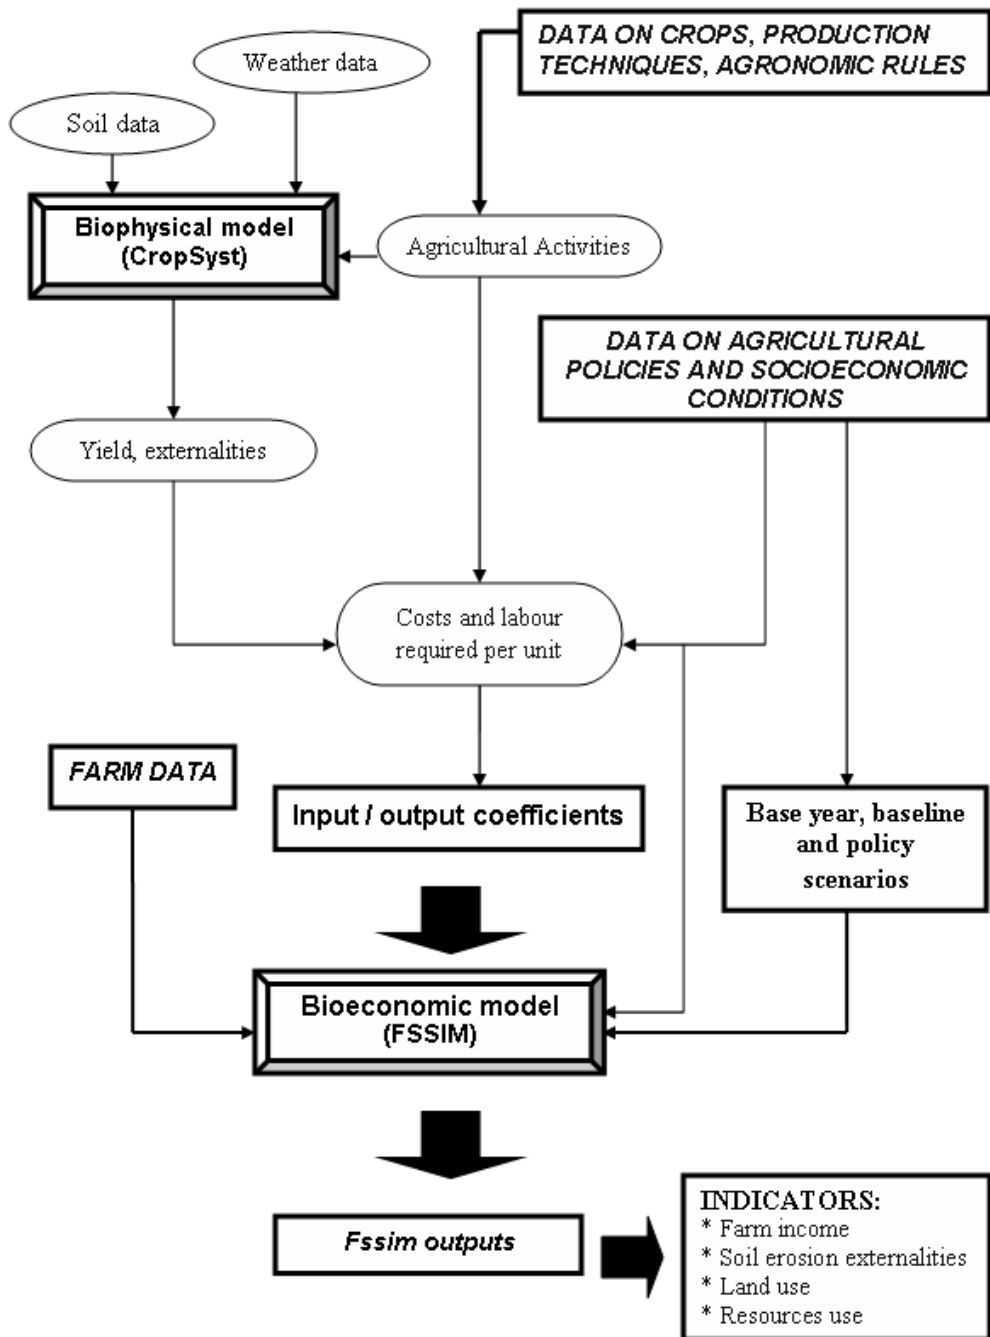 DATA ON CROPS, PRODUCTION
TECHNIQUES, AGRONOMIC RULES
Weather data
Soil data
Biophysical model
(CropSyst)
Agricultural Activities
DATA ON AGRICULTURAL
POLICIES AND SOCIOECONOMIC
CONDITIONS
Yield, externalities
Costs and labour
required per unit
FARM DATA
Input / output coefficients
Base year, baseline
and policy
scenarios
Bioeconomic model
(FSSIM)
Fssim outputs
INDICATORS:
* Farm income
* Soil erosion externalities
* Land use
* Resources use